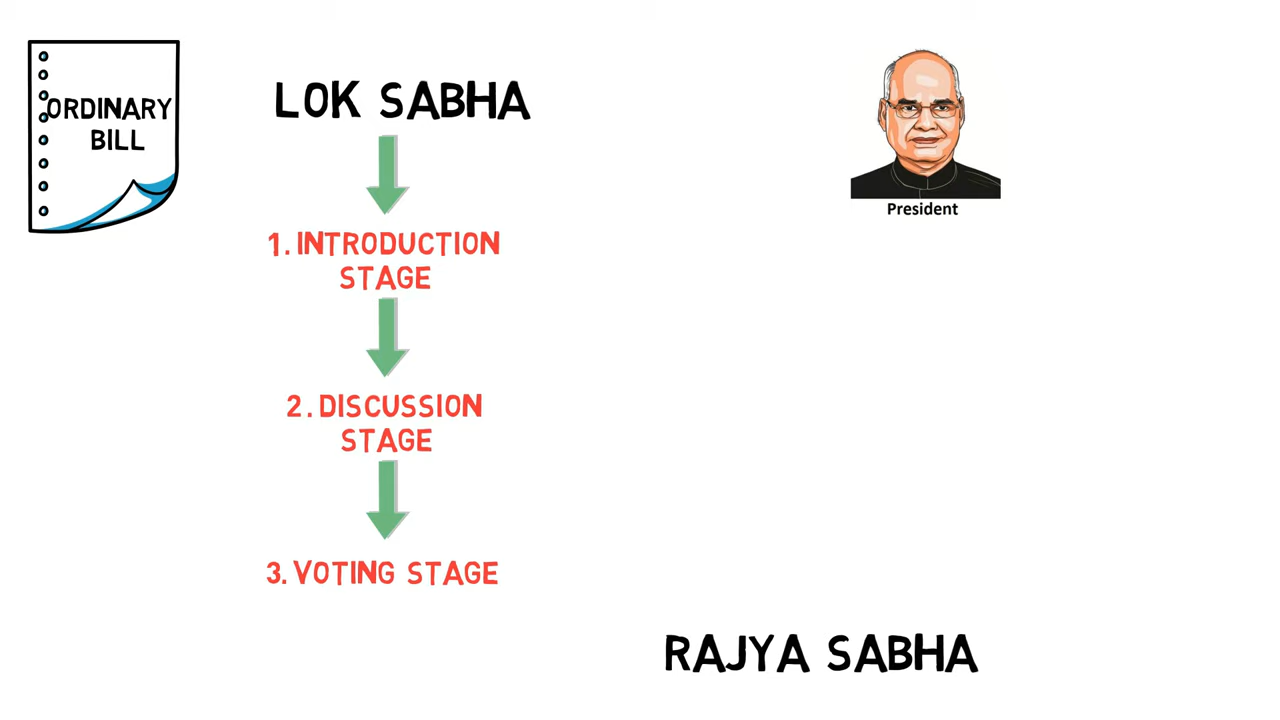 ORDINARY
BILL
LOK SABHA
President
1. INTRODUCTION
STAGE
2. DISCUSSION
STAGE
3. VOTING STAGE
RAJYA SABHA